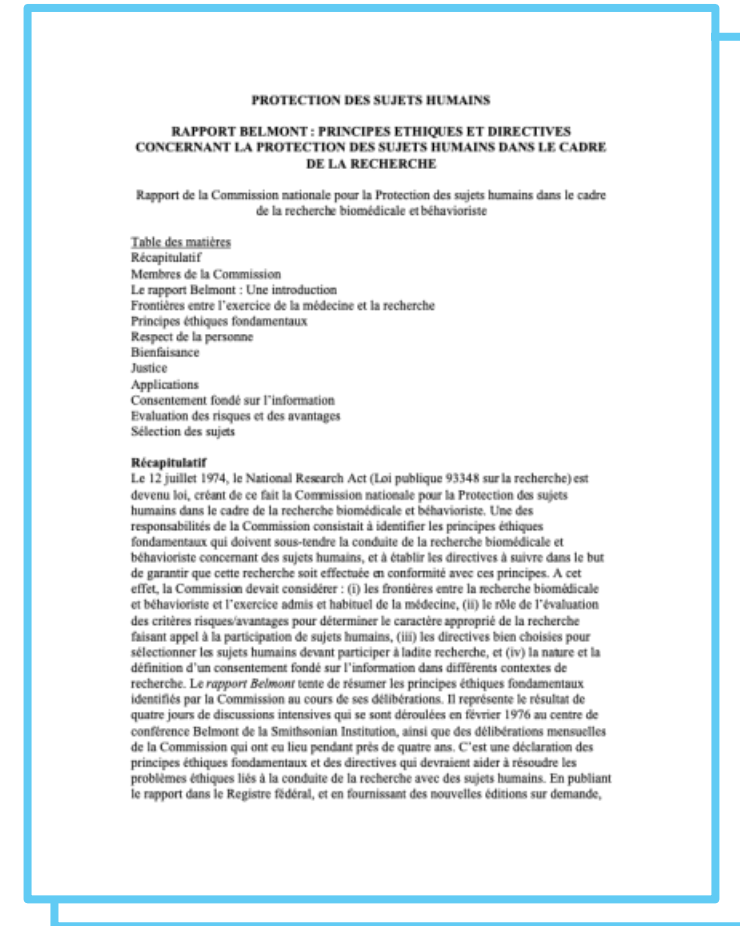 PROTECTION DES SUJETS HUMAINS
RAPPORT BELMONT : PRINCIPES ETHIQUES ET DIRECTIVES
CONCERNANT LA PROTECTION DES SUJETS HUMAINS DANS LE CADRE
DE LA RECHERCHE
Rapport de la Commission nationale pour la Protection des sujets humains dans le cadre
de la recherche biomédicale et béhavioriste
Table des matières
Récapitulatif
Membres de la Commission
Le rapport Belmont : Une introduction
Frontières entre l'exercice de la médecine et la recherche
Principes éthiques fondamentaux
Respect de la personne
Bienfaisance
Justice
Applications
Consentement fondé sur l'information
Evaluation des risques et des avantages
Sélection des sujets
Récapitulatif
Le 12 juillet 1974, le National Research Act (Loi publique 93348 sur la recherche) est
devenu loi, créant de ce fait la Commission nationale pour la Protection des sujets
humains dans le cadre de la recherche biomédicale et béhavioriste. Une des
responsabilités de la Commission consistait à identifier les principes éthiques
fondamentaux qui doivent sous-tendre la conduite de la recherche biomédicale et
béhavioriste concernant des sujets humains, et à établir les directives à suivre dans le but
de garantir que cette recherche soit effectuée en conformité avec ces principes. A cet
effet, la Commission devait considérer : (i) les frontières entre la recherche biomédicale
et béhavioriste et l'exercice admis et habituel de la médecine, (ii) le rôle de l'évaluation
des critères risques/avantages pour déterminer le caractère approprié de la recherche
faisant appel à la participation de sujets humains, (iii) les directives bien choisies pour
sélectionner les sujets humains devant participer à ladite recherche, et (iv) la nature et la
définition d'un consentement fondé sur l'information dans différents contextes de
recherche. Le rapport Belmont tente de résumer les principes éthiques fondamentaux
identifiés par la Commission au cours de ses délibérations. Il représente le résultat de
quatre jours de discussions intensives qui se sont déroulées en février 1976 au centre de
conférence Belmont de la Smithsonian Institution, ainsi que des délibérations mensuelles
de la Commission qui ont eu lieu pendant près de quatre ans. C'est une déclaration des
principes éthiques fondamentaux et des directives qui devraient aider à résoudre les
problèmes éthiques liés à la conduite de la recherche avec des sujets humains. En publiant
le rapport dans le Registre fédéral, et en fournissant des nouvelles éditions sur demande,